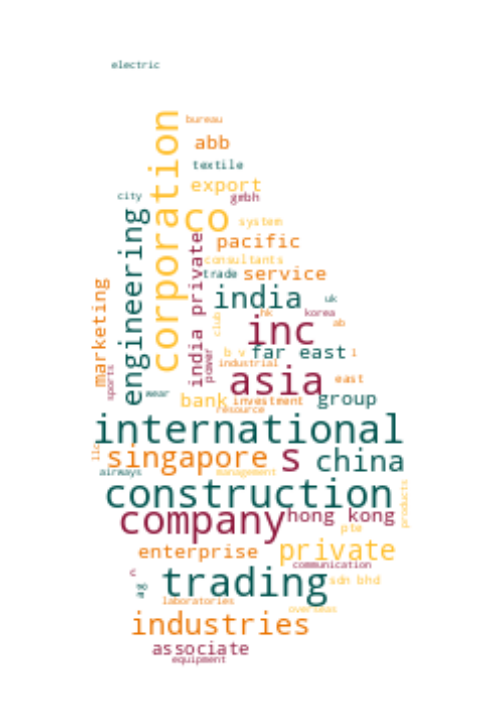 electric
bureau
abb
textile
export
city
gmbh
corporation
co
system
engineering
pacific
india private
consultants
trade
service
marketing
india
uk
hk
korea
club
inc
ab
b v
far east
1
industrial
power
sports
asia
east
wear
bank
investment
group
resource
international
llc
singapore
s
china
airways
management
construction
products
company
hong kong
pte
enterprise
private
communication
c
trading
sdn bhd
laboratories
overseas
industries
associate
equipment